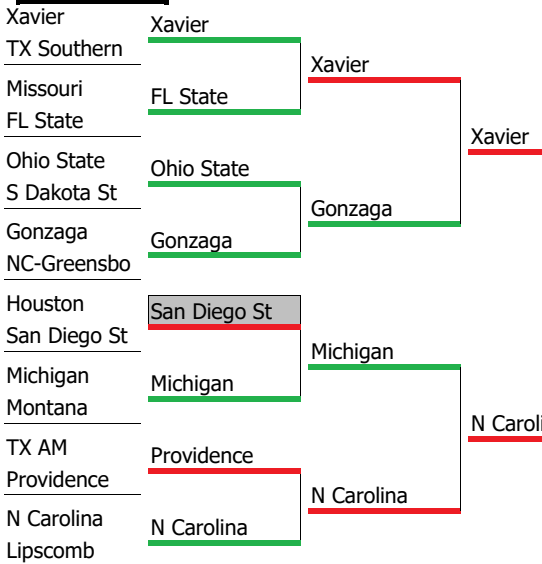 Xavier
TX Southern
Missouri
FL State
Ohio State
S Dakota St
Gonzaga
NC-Greensbo
Houston
San Diego St
Michigan
Montana
TX AM
Providence
N Carolina
Lipscomb
Xavier
FL State
Ohio State
Gonzaga
San Diego St
Michigan
Providence
N Carolina
Xavier
Gonzaga
Michigan
N Carolina
Xavier
N Caroli